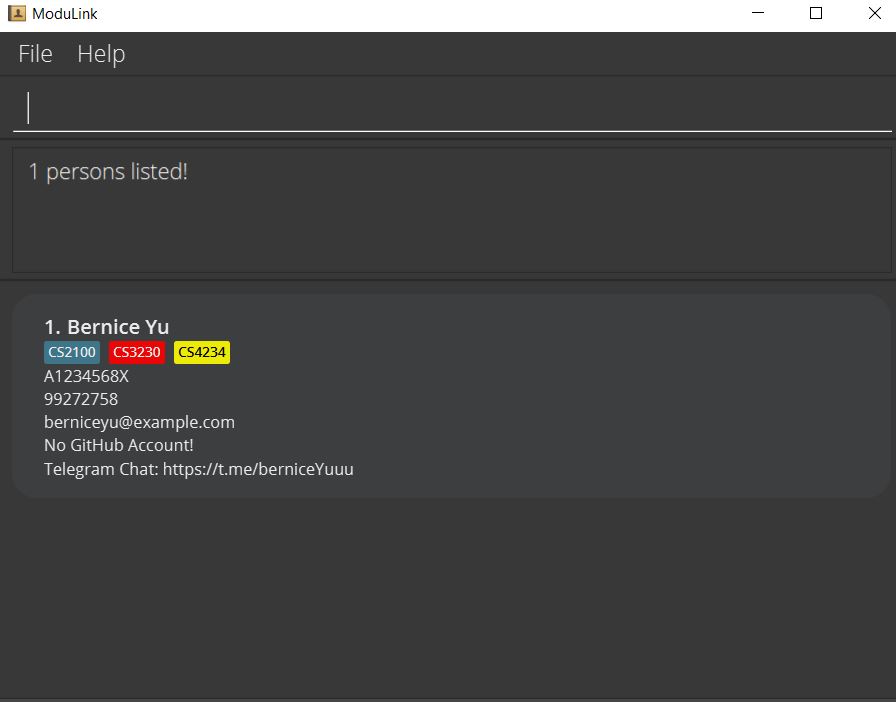 ModuLink
File Help
1 persons listed!
1. Bernice Yu
CS2100 CS3230 CS4234
A1234568X
99272758
berniceyu@example.com
No GitHub Account!
Telegram Chat: https://t.me/berniceYuuu